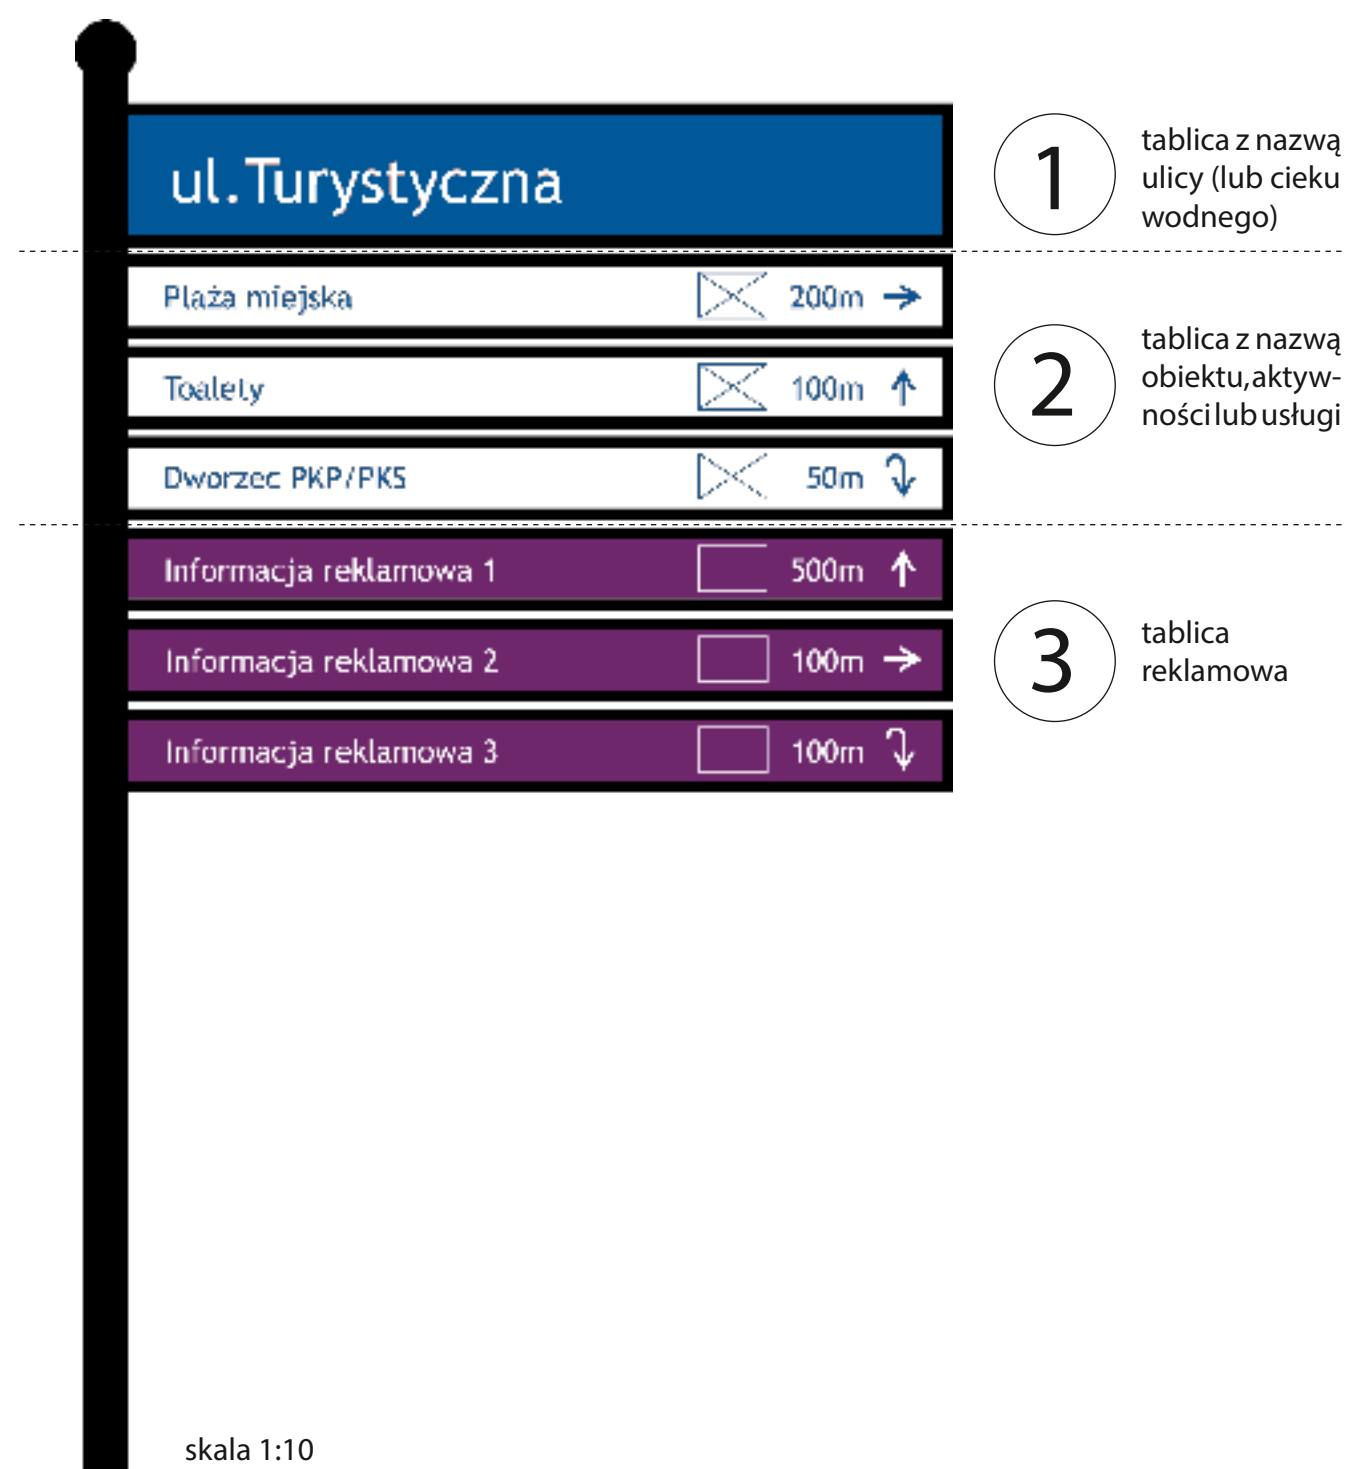 ul. Turystyczna
1
tablica z nazwą
ulicy (lub cieku
wodnego)
Plaża miejska 200m →
Toalety 100m ↑
Dworzec PKP/PKS 50m
2
tablica z nazwą
obiektu, aktyw-
ności lub usługi
Informacja reklamowa 1 500m ↑
Informacja reklamowa 2 100m →
Informacja reklamowa 3 100m
3
tablica
reklamowa
skala 1:10